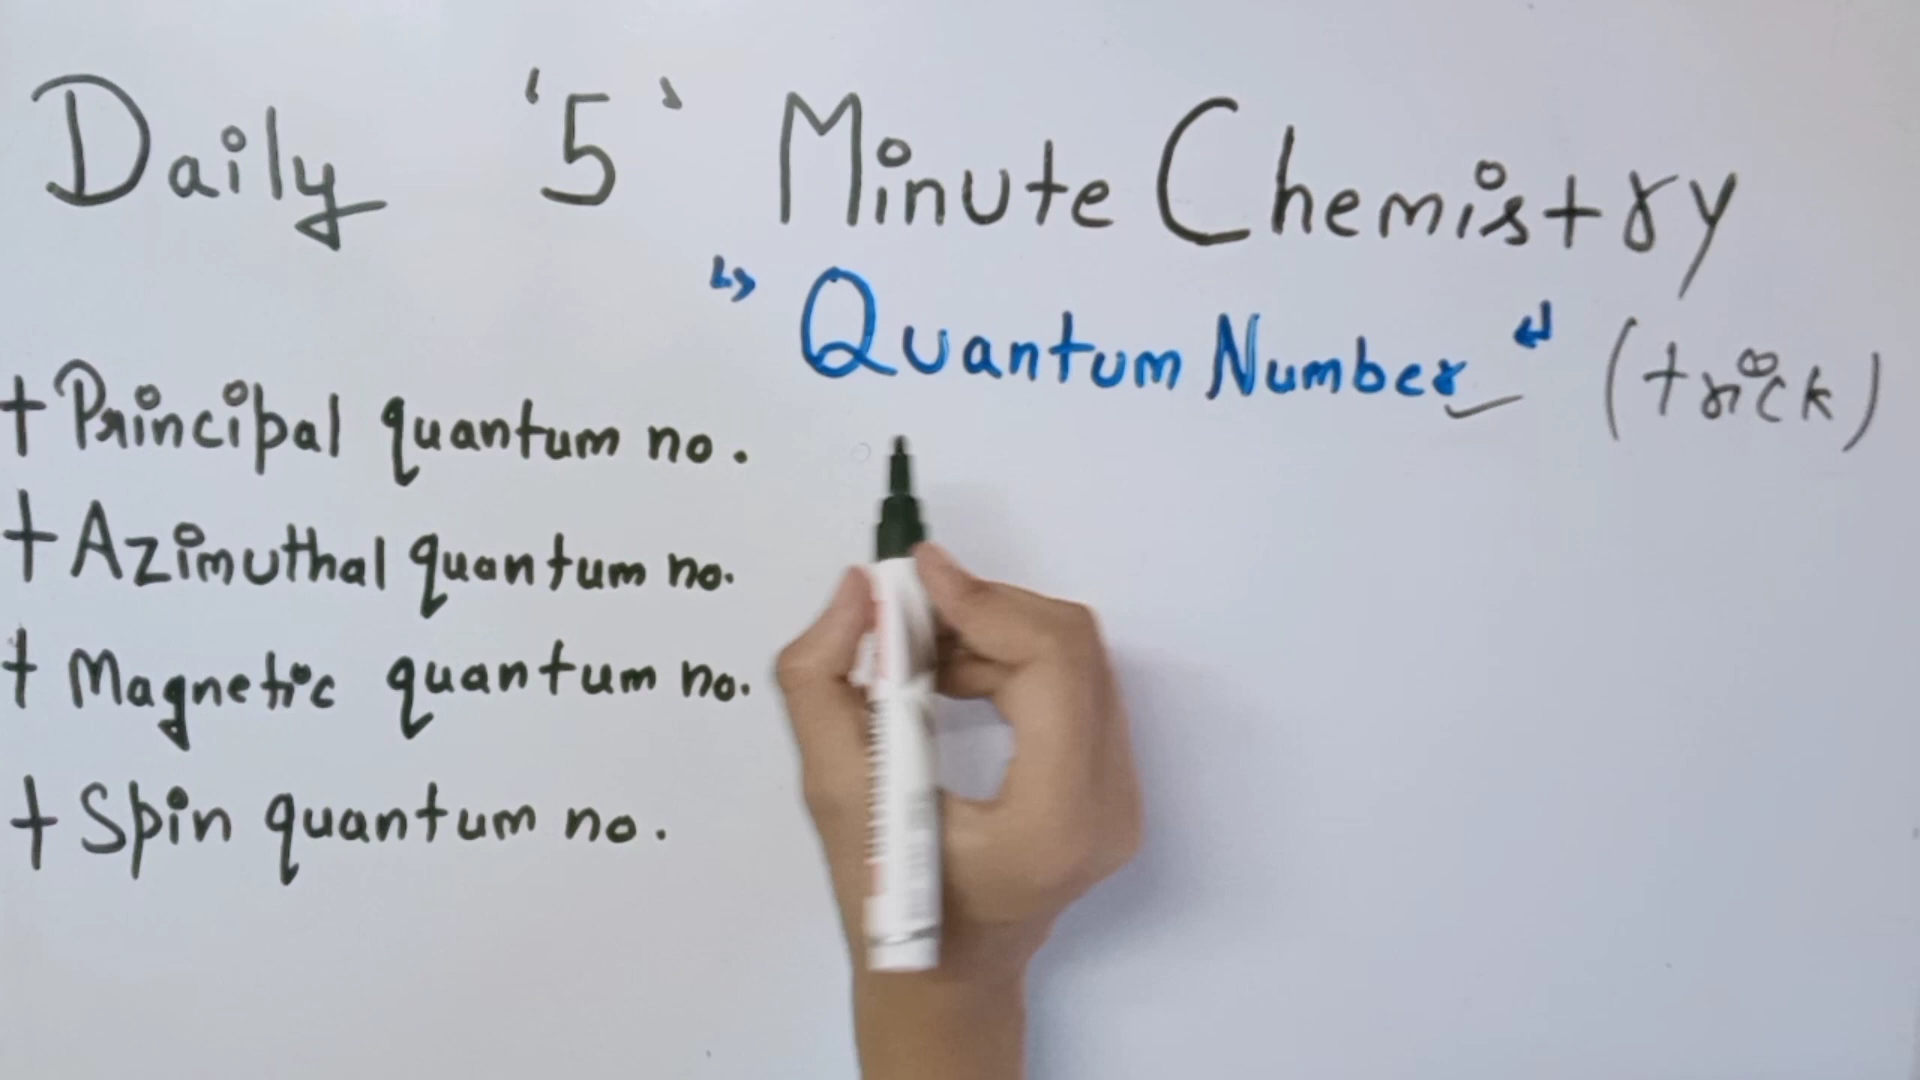 Daily '5' Minute Chemistry
"Quantum Number" (trick)
+ Principal quantum no.
+ Azimuthal quantum no.
+ Magnetic quantum no.
+ Spin quantum no.